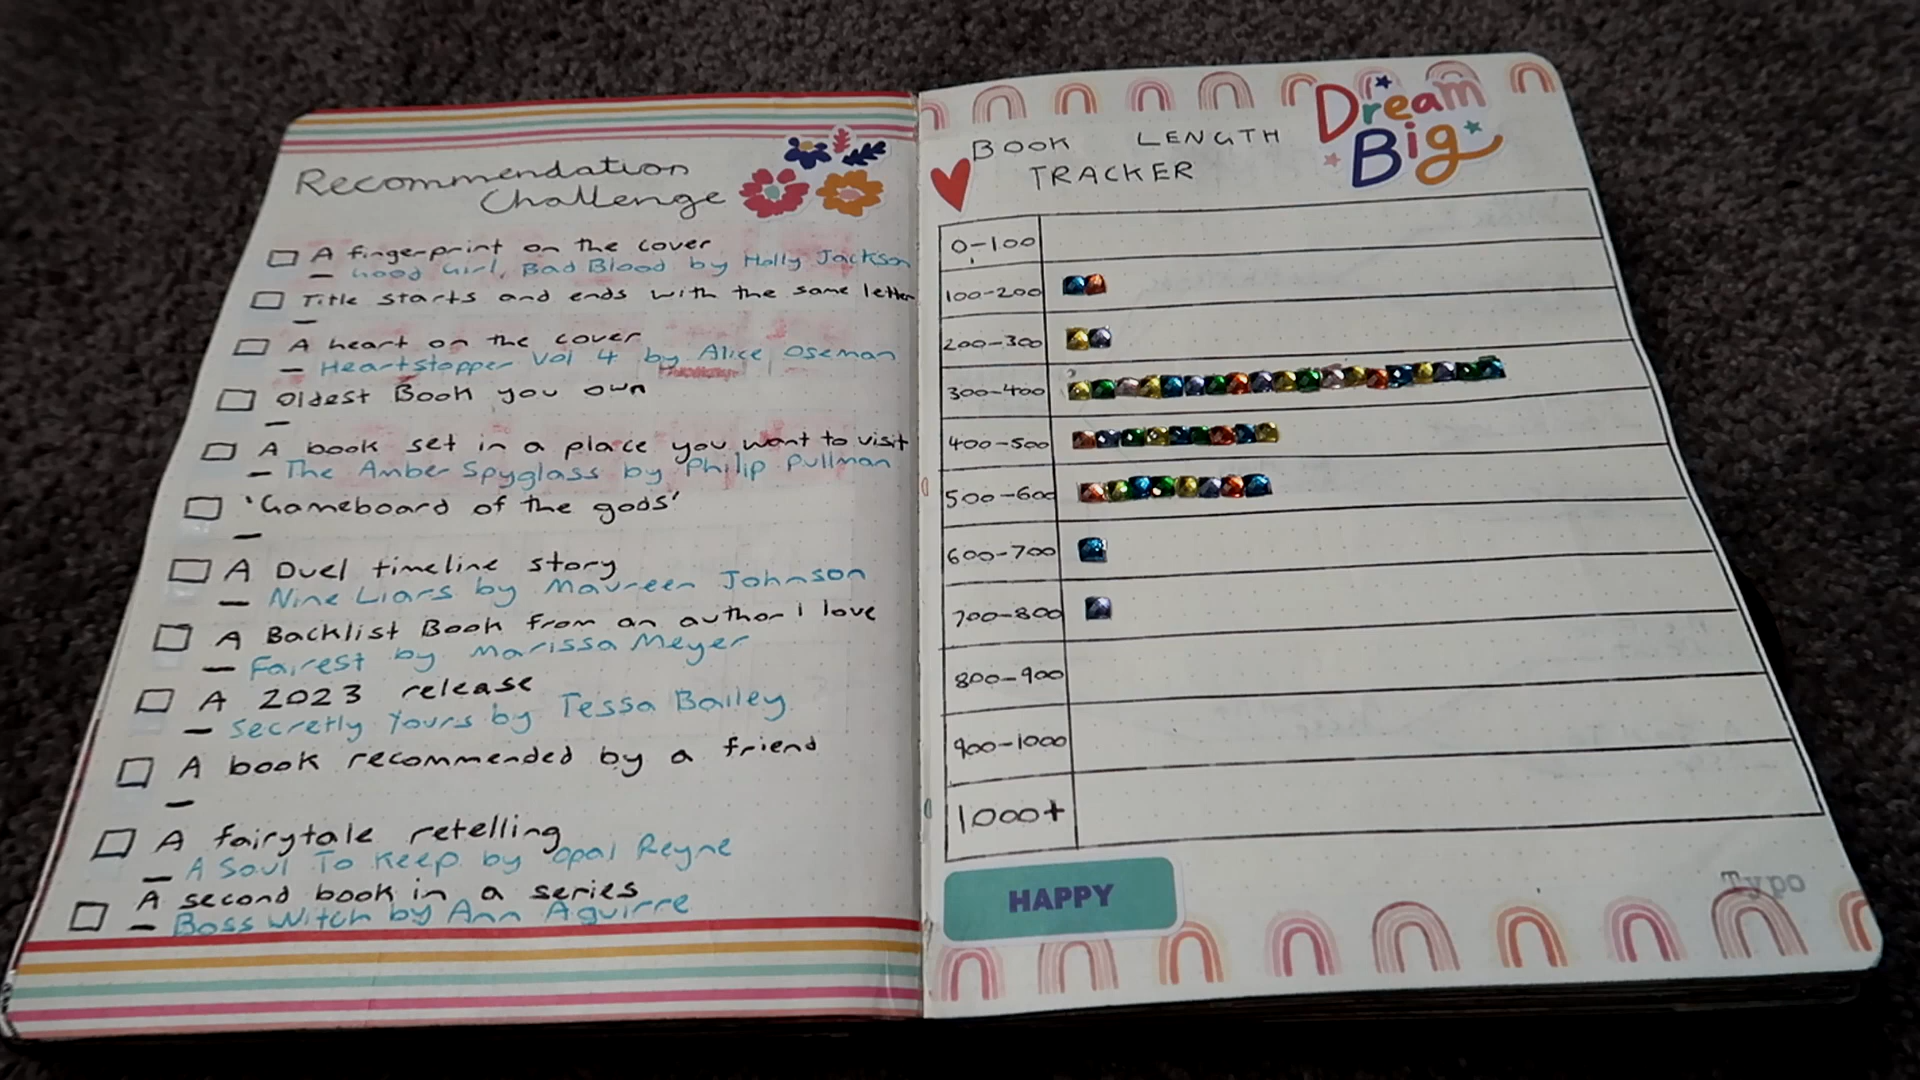 Recommendation
Challenge
A fingerprint on the cover
- Good Girl, Bad Blood by Holly Jackson
Title starts and ends with the same letter
-
A heart on the cover
- Heartstopper Vol 4 by Alice Oseman
Oldest Book you own
-
A book set in a place you want to visit
- The Amber Spyglass by Philip Pullman
'Gameboard of the gods'
-
A Duel timeline story
- Nine Liars by Maureen Johnson
A Backlist Book from an author I love
- Fairest by Marissa Meyer
A 2023 release
- Secretly Yours by Tessa Bailey
A book recommended by a friend
-
A fairytale retelling
- A Soul To Keep by Opal Reyne
A second book in a series
- Boss Witch by Ann Aguirre
Dream
Big
BOOK LENGTH
TRACKER
0-100
100-200
200-300
300-400
400-500
500-600
600-700
700-800
800-900
900-1000
1000+
HAPPY
Typo